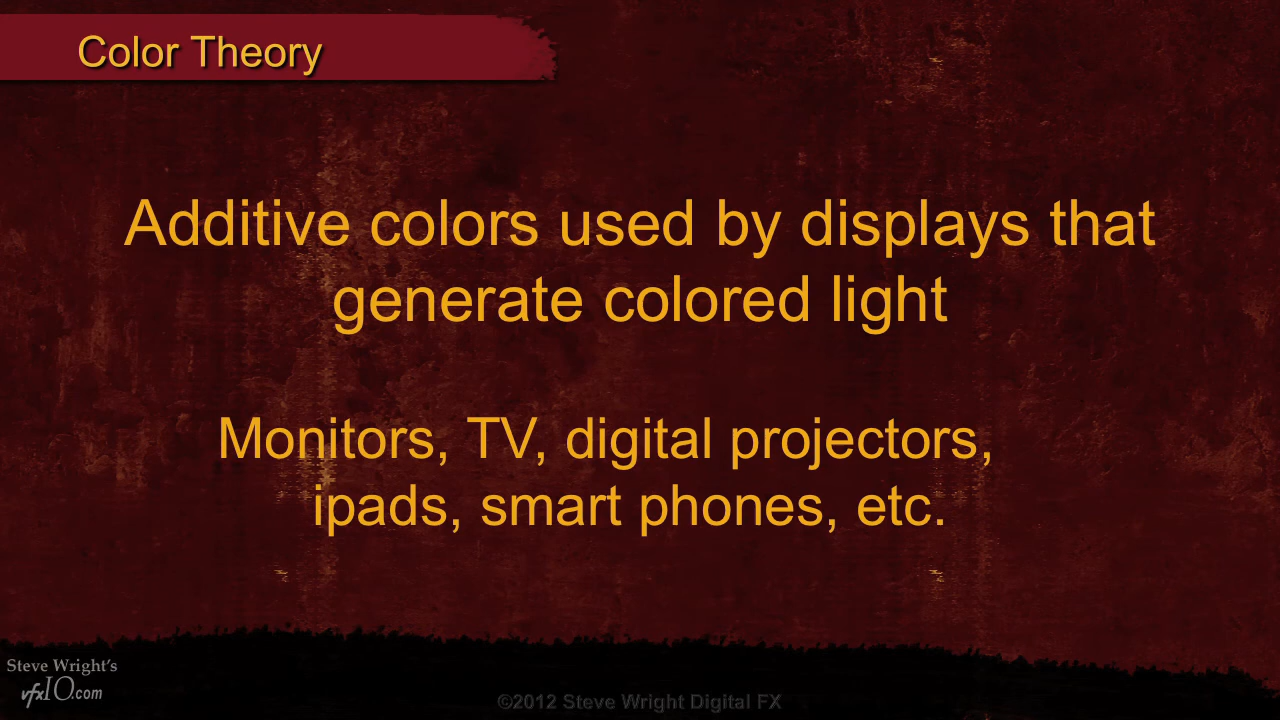 Color Theory
Additive colors used by displays that
generate colored light
Monitors, TV, digital projectors,
ipads, smart phones, etc.
Steve Wright's
vfxIO.com
©2012 Steve Wright Digital FX